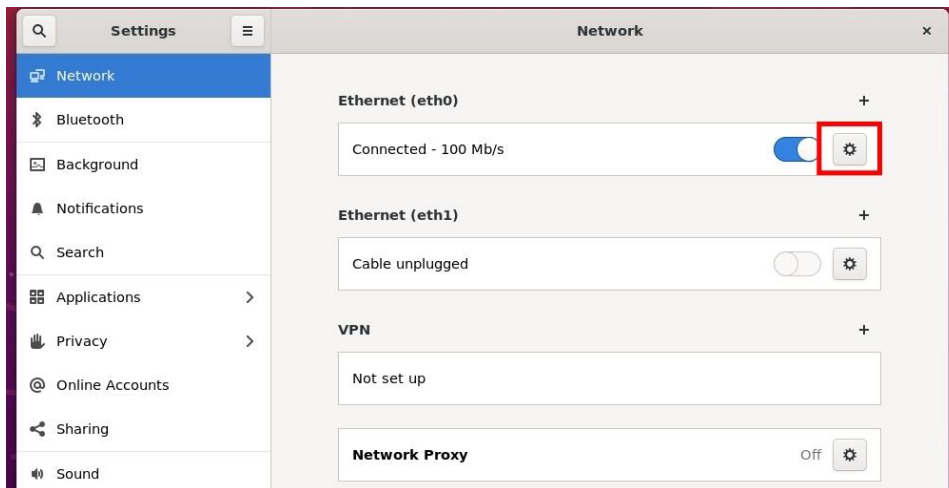 Settings
Network
Network
Bluetooth
Background
Notifications
Search
Applications
Privacy
Online Accounts
Sharing
Sound
Ethernet (eth0)
Connected - 100 Mb/s
Ethernet (eth1)
Cable unplugged
VPN
Not set up
Network Proxy Off